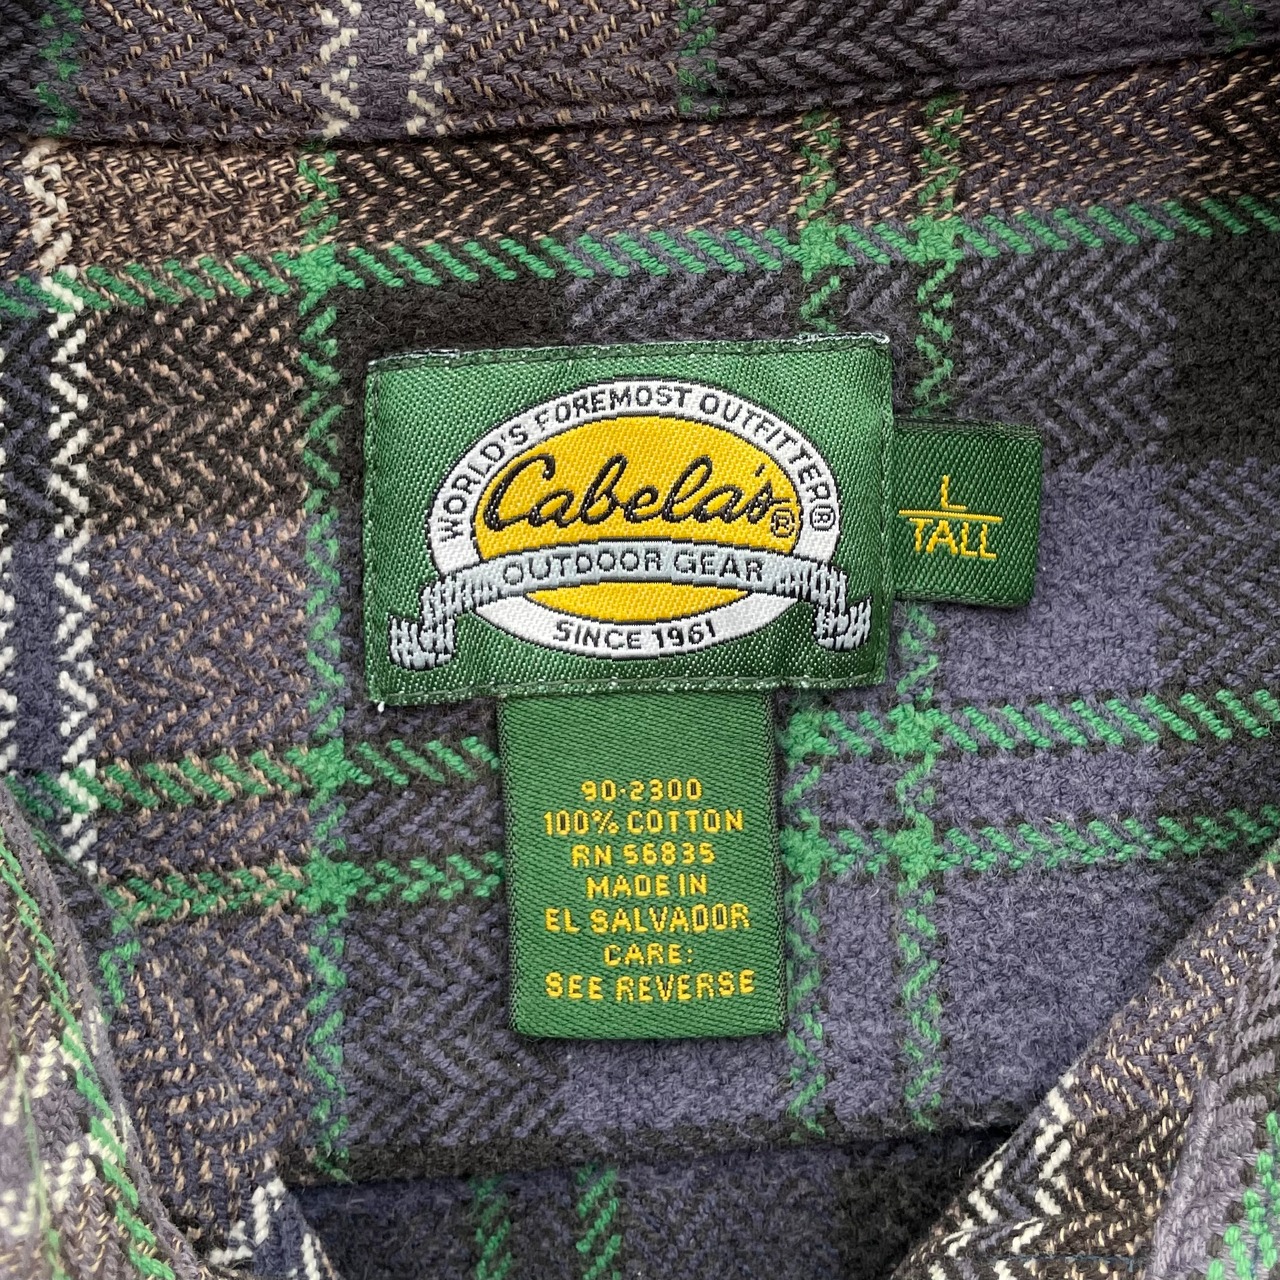 WORLD'S FOREMOST OUTFITTER®
Cabela's®
OUTDOOR GEAR
SINCE 1961
L
TALL
90-2300
100% COTTON
RN 56835
MADE IN
EL SALVADOR
CARE:
SEE REVERSE